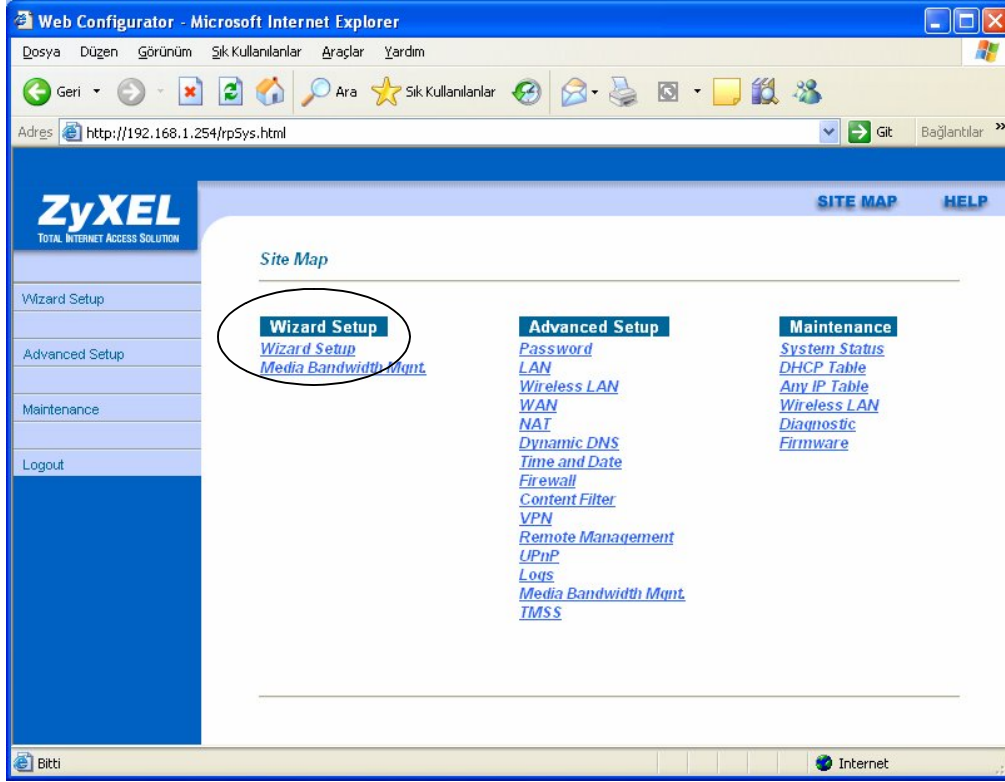 Web Configurator - Microsoft Internet Explorer
Dosya Düzen Görünüm Sık Kullanılanlar Araçlar Yardım
Geri Ara Sık Kullanılanlar
Adres http://192.168.1.254/rpSys.html Git Bağlantılar »
ZyXEL
TOTAL INTERNET ACCESS SOLUTION
SITE MAP HELP
Wizard Setup
Advanced Setup
Maintenance
Logout
Site Map
Wizard Setup
Wizard Setup
Media Bandwidth Mgnt.
Advanced Setup
Password
LAN
Wireless LAN
WAN
NAT
Dynamic DNS
Time and Date
Firewall
Content Filter
VPN
Remote Management
UPnP
Logs
Media Bandwidth Mgnt.
TMSS
Maintenance
System Status
DHCP Table
Any IP Table
Wireless LAN
Diagnostic
Firmware
Bitti Internet